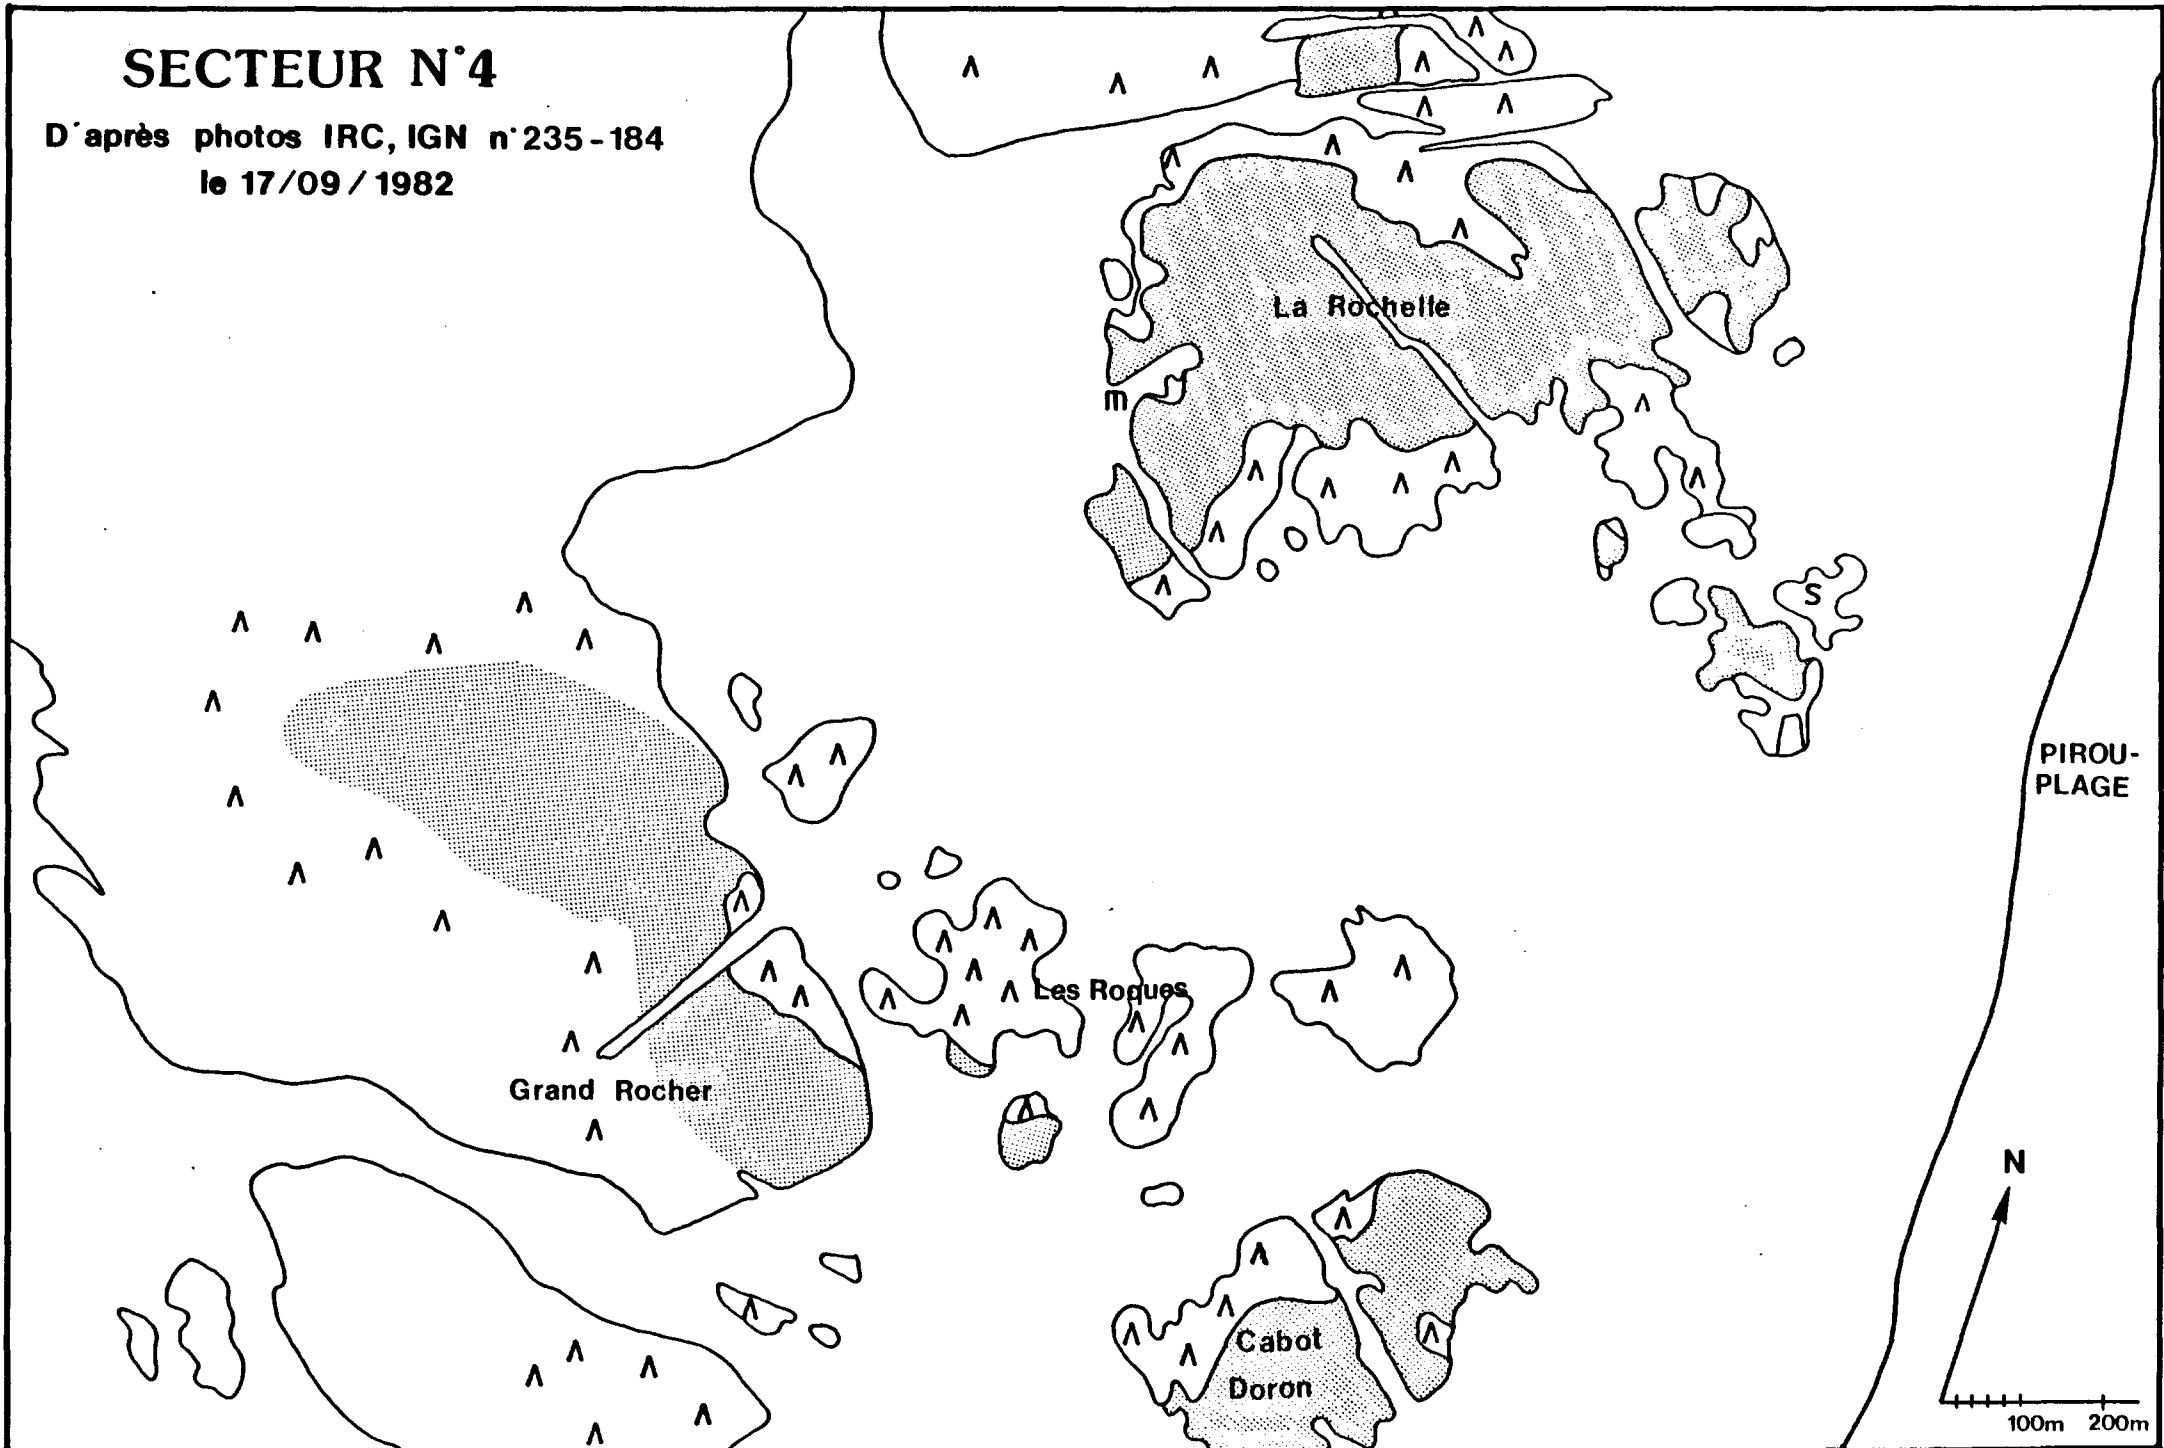 SECTEUR N°4
D'après photos IRC, IGN n°235-184
le 17/09/1982
La Rochelle
m
S
PIROU-
PLAGE
Les Roques
Grand Rocher
N
Cabot
Doron
100m 200m